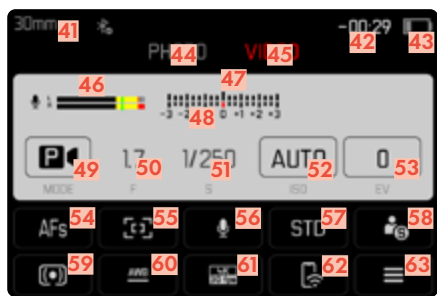 30mm 41 42 -00:29 43
PHOTO 44 VIDEO 45
46 47
48 -3 -2 0 +1 +2 +3
P 49 1.7 50 1/250 51 AUTO 52 0 53
MODE F S ISO EV
AFs 54 55 56 STD 57 S 58
59 AWB 60 61 62 63